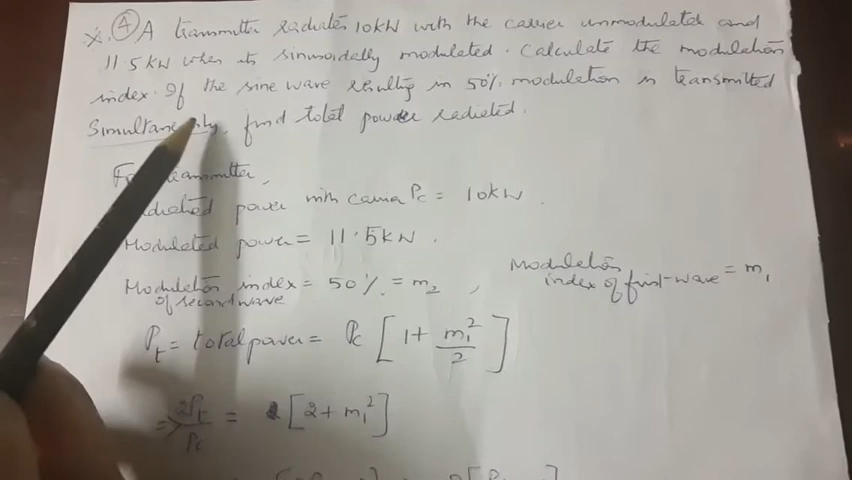 ④ A transmitter radiates 10kW with the carrier unmodulated and
11.5kW when its sinusoidally modulated. Calculate the modulation
index. If the sine wave resulting in 50% modulation is transmitted
Simultaneously, find total power radiated.
For transmitter,
power with carrier Pc = 10kW.
Modulated power = 11.5kW.
Modulation index = 50% = m₂ ,
of second wave
Modulation
index of first-wave = m₁
Pt = total power = Pc [1 + m₁²/2]
=> 2Pt/Pc = [2 + m₁²]